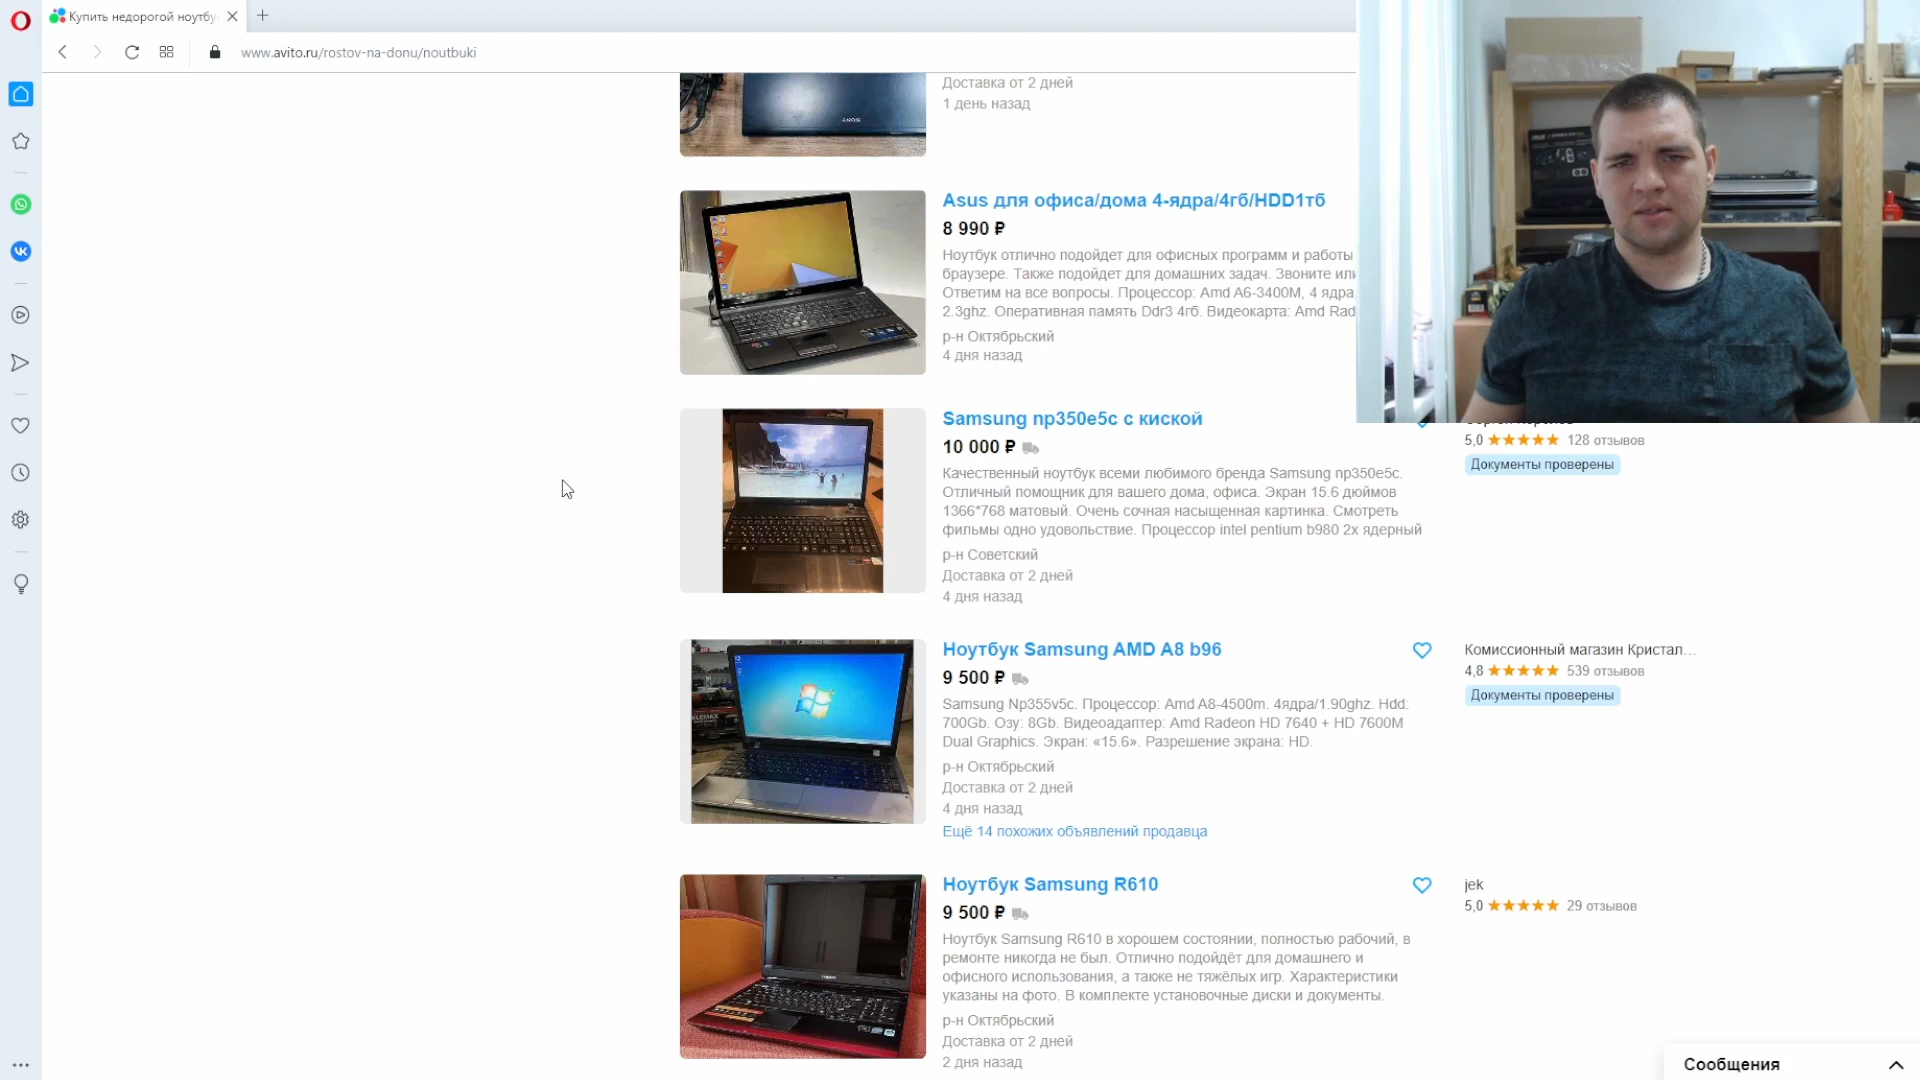 Купить недорогой ноутбу
www.avito.ru/rostov-na-donu/noutbuki
Доставка от 2 дней
1 день назад
SONY
Asus для офиса/дома 4-ядра/4гб/HDD1тб
8 990 ₽
Ноутбук отлично подойдет для офисных программ и работы
браузере. Также подойдет для домашних задач. Звоните или
Ответим на все вопросы. Процессор: Amd A6-3400M, 4 ядра,
2.3ghz. Оперативная память Ddr3 4гб. Видеокарта: Amd Rad
р-н Октябрьский
4 дня назад
Samsung np350e5c с киской
10 000 ₽
Качественный ноутбук всеми любимого бренда Samsung np350e5c.
Отличный помощник для вашего дома, офиса. Экран 15.6 дюймов
1366*768 матовый. Очень сочная насыщенная картинка. Смотреть
фильмы одно удовольствие. Процессор intel pentium b980 2x ядерный
р-н Советский
Доставка от 2 дней
4 дня назад
5,0 128 отзывов
Документы проверены
Ноутбук Samsung AMD A8 b96
9 500 ₽
Samsung Np355v5c. Процессор: Amd A8-4500m. 4ядра/1.90ghz. Hdd:
700Gb. Озу: 8Gb. Видеоадаптер: Amd Radeon HD 7640 + HD 7600M
Dual Graphics. Экран: «15.6». Разрешение экрана: HD.
р-н Октябрьский
Доставка от 2 дней
4 дня назад
Ещё 14 похожих объявлений продавца
Комиссионный магазин Кристал...
4,8 539 отзывов
Документы проверены
Ноутбук Samsung R610
9 500 ₽
Ноутбук Samsung R610 в хорошем состоянии, полностью рабочий, в
ремонте никогда не был. Отлично подойдёт для домашнего и
офисного использования, а также не тяжёлых игр. Характеристики
указаны на фото. В комплекте установочные диски и документы.
р-н Октябрьский
Доставка от 2 дней
2 дня назад
jek
5,0 29 отзывов
Сообщения